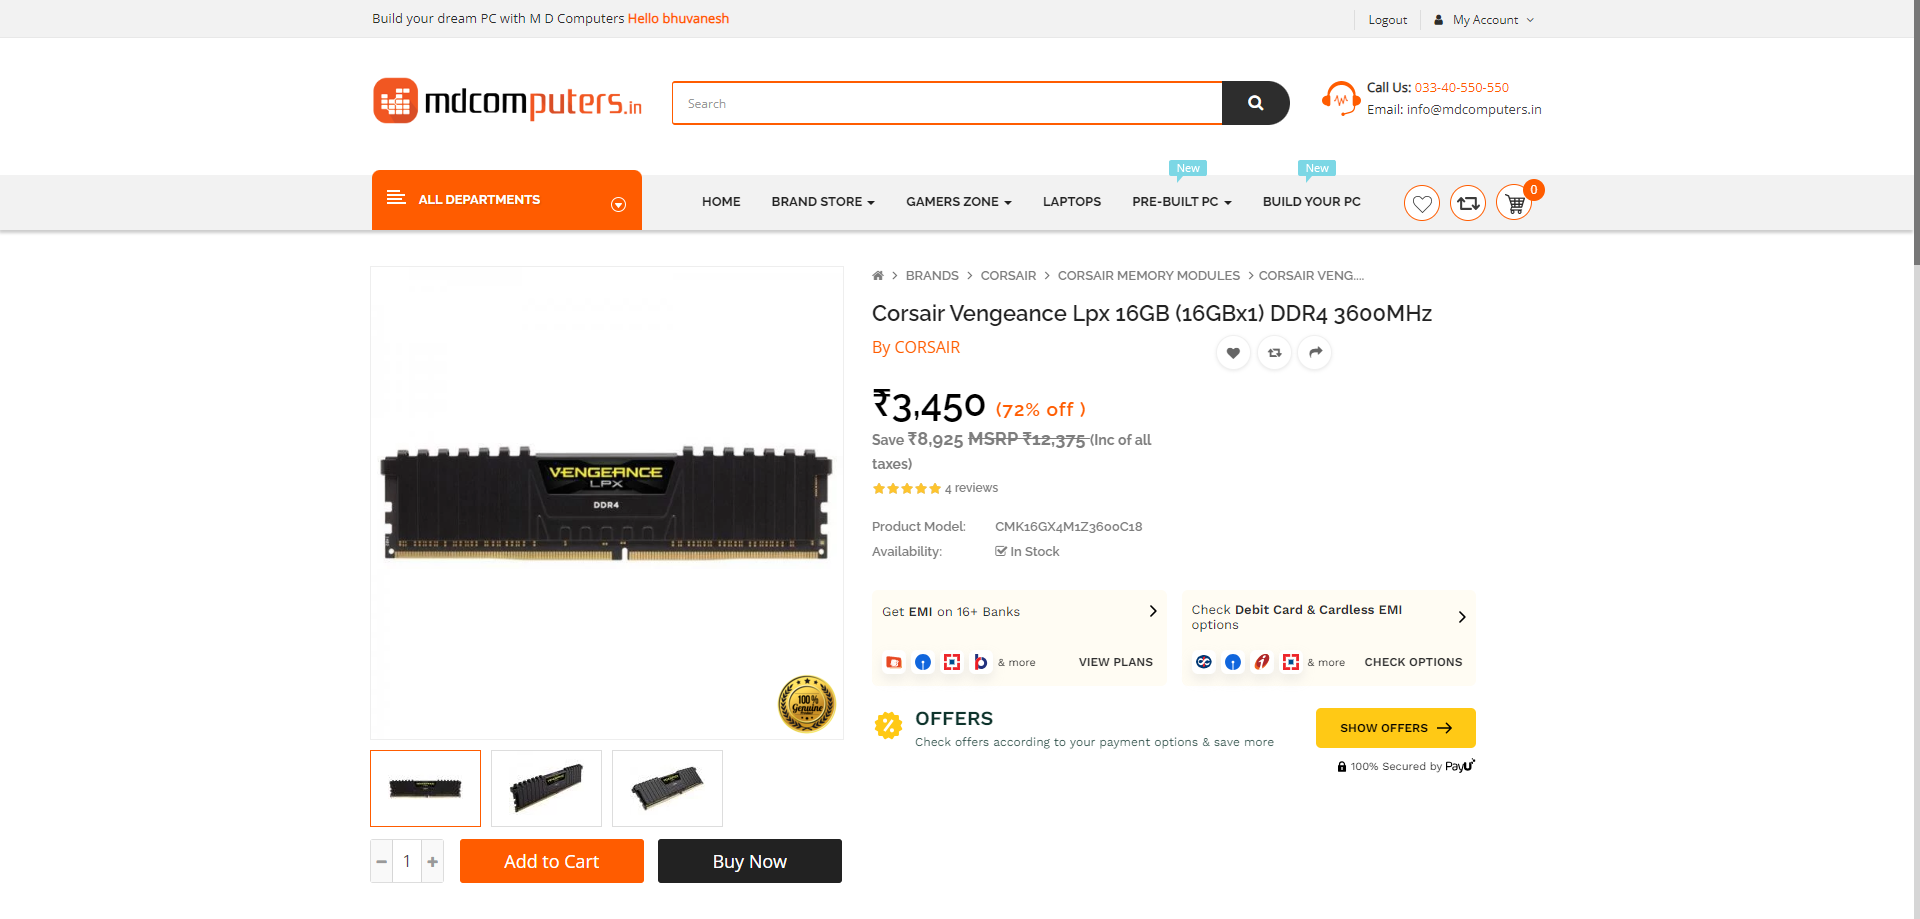 Build your dream PC with M D Computers Hello bhuvanesh
Logout
My Account
mdcomputers.in
Search
Call Us: 033-40-550-550
Email: info@mdcomputers.in
ALL DEPARTMENTS
HOME
BRAND STORE
GAMERS ZONE
LAPTOPS
New
PRE-BUILT PC
New
BUILD YOUR PC
0
BRANDS > CORSAIR > CORSAIR MEMORY MODULES > CORSAIR VENG....
Corsair Vengeance Lpx 16GB (16GBx1) DDR4 3600MHz
By CORSAIR
₹3,450 (72% off )
Save ₹8,925 MSRP ₹12,375 (Inc of all
taxes)
4 reviews
Product Model: CMK16GX4M1Z3600C18
Availability: In Stock
Get EMI on 16+ Banks
& more
VIEW PLANS
Check Debit Card & Cardless EMI
options
& more
CHECK OPTIONS
OFFERS
Check offers according to your payment options & save more
SHOW OFFERS
100% Secured by PayU
VENGEANCE
LPX
DDR4
100%
Genuine
1
Add to Cart
Buy Now